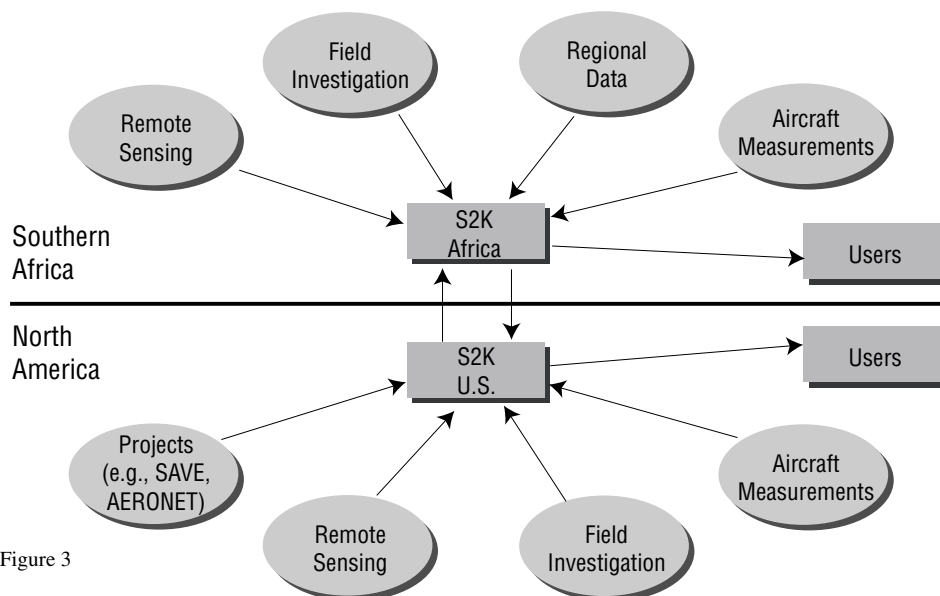 Field
Investigation
Regional
Data
Remote
Sensing
Aircraft
Measurements
S2K
Africa
Southern
Africa
Users
North
America
S2K
U.S.
Users
Projects
(e.g., SAVE,
AERONET)
Aircraft
Measurements
Remote
Sensing
Field
Investigation
Figure 3